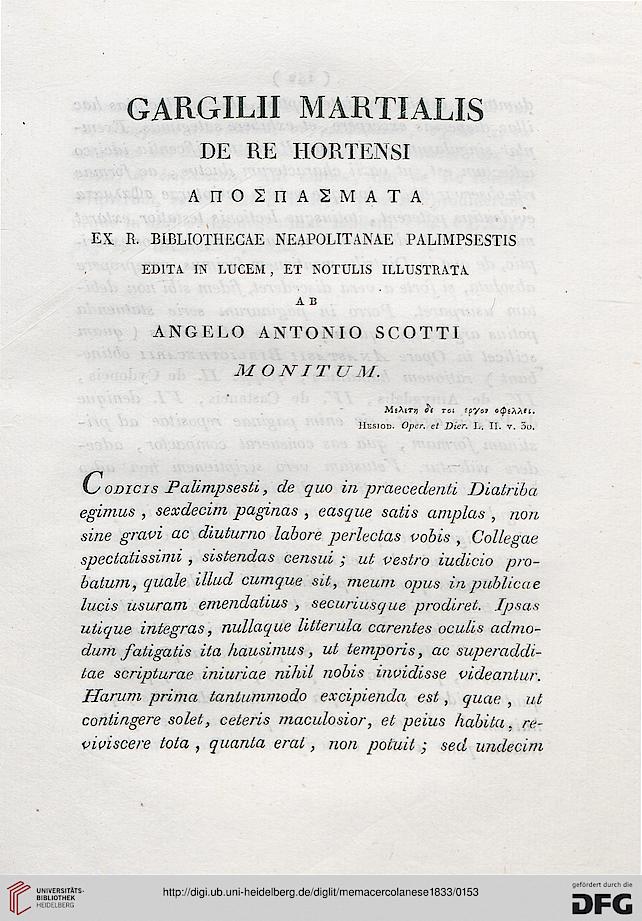 GARGILII MARTIALIS
DE RE HORTENSI
ΑΠΟΣΠΑΣΜΑΤΑ
EX R. BIBLIOTHECAE NEAPOLITANAE PALIMPSESTIS
EDITA IN LUCEM, ET NOTULIS ILLUSTRATA
AB
ANGELO ANTONIO SCOTTI
MONITUM.
Μελετη δε τοι εργον οφελλει.
HESIOD. Oper. et Dier. L. II. v. 30.
CODICIS Palimpsesti, de quo in praecedenti Diatriba
egimus, sexdecim paginas, easque satis amplas, non
sine gravi ac diuturno labore perlectas vobis, Collegae
spectatissimi, sistendas censui; ut vestro iudicio pro-
batum, quale illud cumque sit, meum opus in publicae
lucis usuram emendatius, securiusque prodiret. Ipsas
utique integras, nullaque litterula carentes oculis admo-
dum fatigatis ita hausimus, ut temporis, ac superaddi-
tae scripturae iniuriae nihil nobis invidisse videantur.
Harum prima tantummodo excipienda est, quae, ut
contingere solet, ceteris maculosior, et peius habita, re-
viviscere tota, quanta erat, non potuit; sed undecim
UNIVERSITÄTS-
BIBLIOTHEK
HEIDELBERG
http://digi.ub.uni-heidelberg.de/diglit/memacercolanese1833/0153
gefördert durch die
DFG